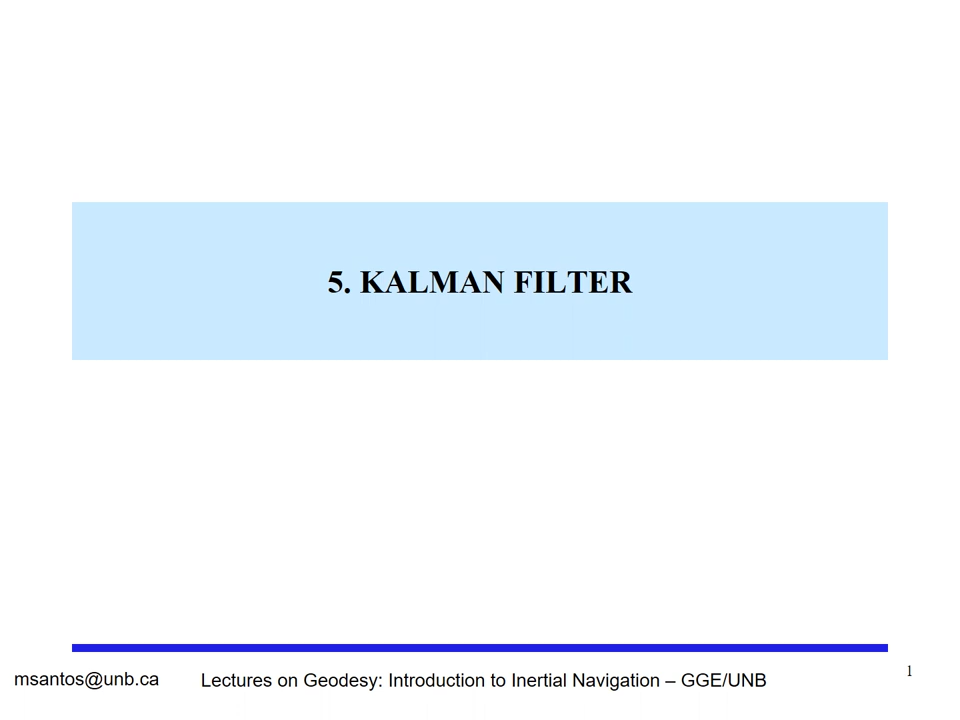 5. KALMAN FILTER
msantos@unb.ca
Lectures on Geodesy: Introduction to Inertial Navigation – GGE/UNB
1